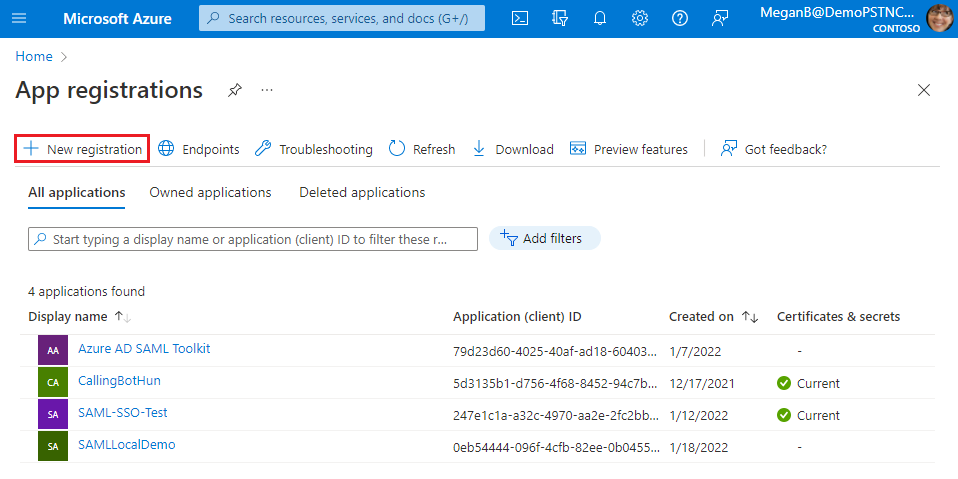 Microsoft Azure
Search resources, services, and docs (G+/)
MeganB@DemoPSTNC...
CONTOSO
Home
App registrations
New registration
Endpoints
Troubleshooting
Refresh
Download
Preview features
Got feedback?
All applications
Owned applications
Deleted applications
Start typing a display name or application (client) ID to filter these r...
Add filters
4 applications found
Display name Application (client) ID Created on Certificates & secrets
AA Azure AD SAML Toolkit 79d23d60-4025-40af-ad18-60403... 1/7/2022 -
CA CallingBotHun 5d3135b1-d756-4f68-8452-94c7b... 12/17/2021 Current
SA SAML-SSO-Test 247e1c1a-a32c-4970-aa2e-2fc2bb... 1/12/2022 Current
SA SAMLLocalDemo 0eb54444-096f-4cfb-82ee-0b0455... 1/18/2022 -